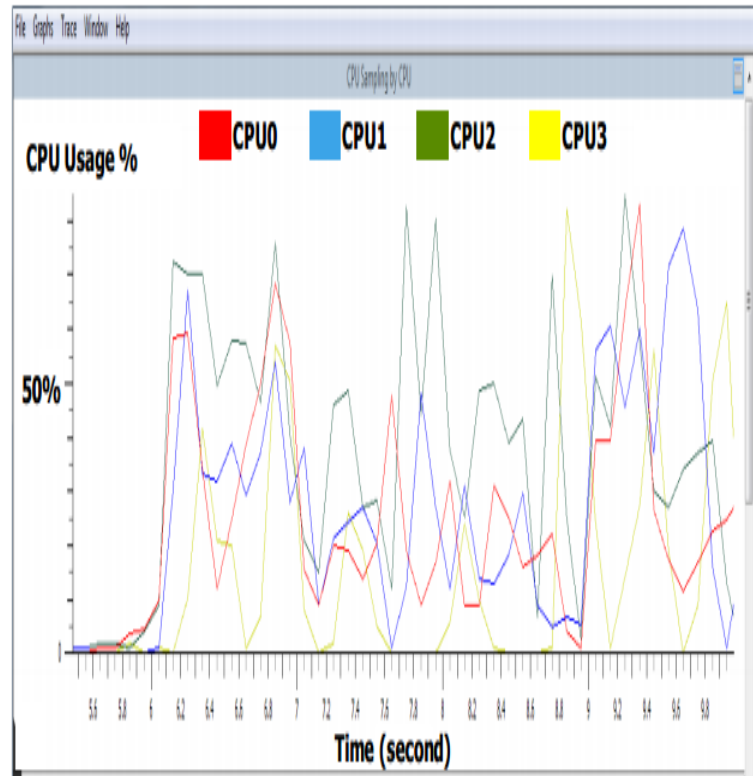 File Graphs Trace Window Help
CPU Sampling by CPU
CPU0 CPU1 CPU2 CPU3
CPU Usage %
50%
5.6 5.8 6 6.2 6.4 6.6 6.8 7 7.2 7.4 7.6 7.8 8 8.2 8.4 8.6 8.8 9 9.2 9.4 9.6 9.8
Time (second)